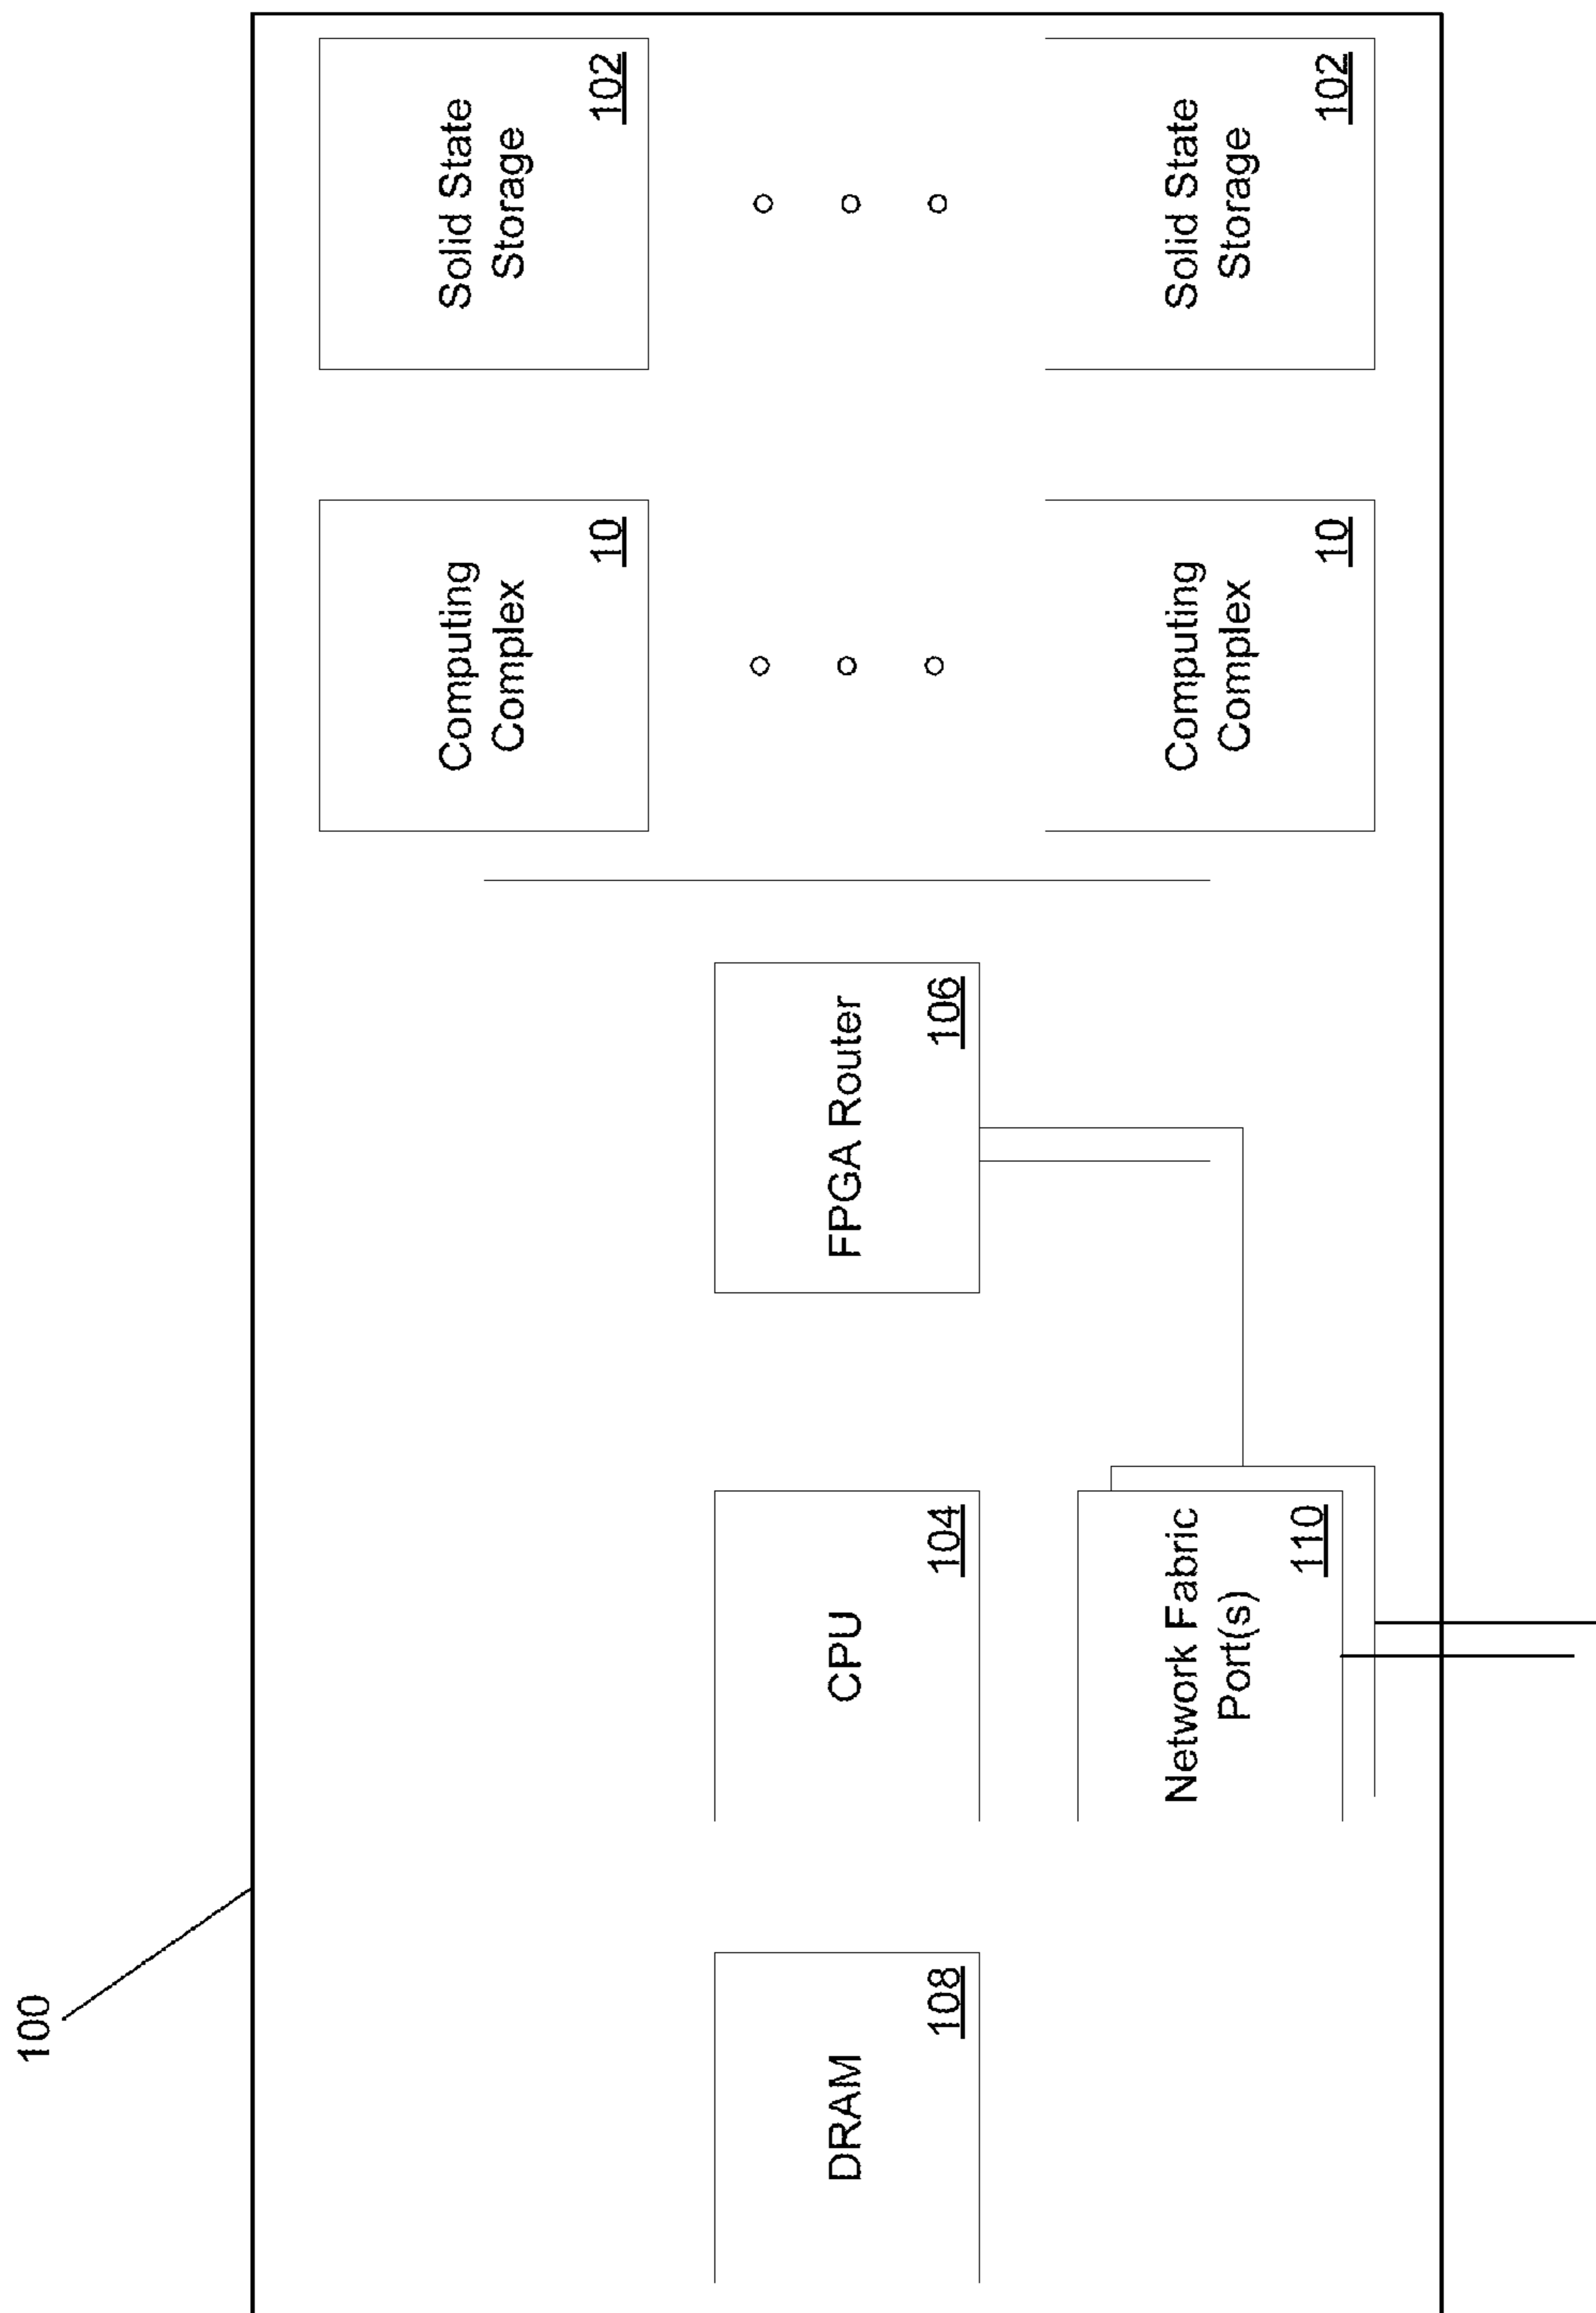 100
DRAM
108
CPU
104
Network Fabric
Port(s)
110
FPGA Router
106
Computing
Complex
10
Computing
Complex
10
Solid State
Storage
102
Solid State
Storage
102